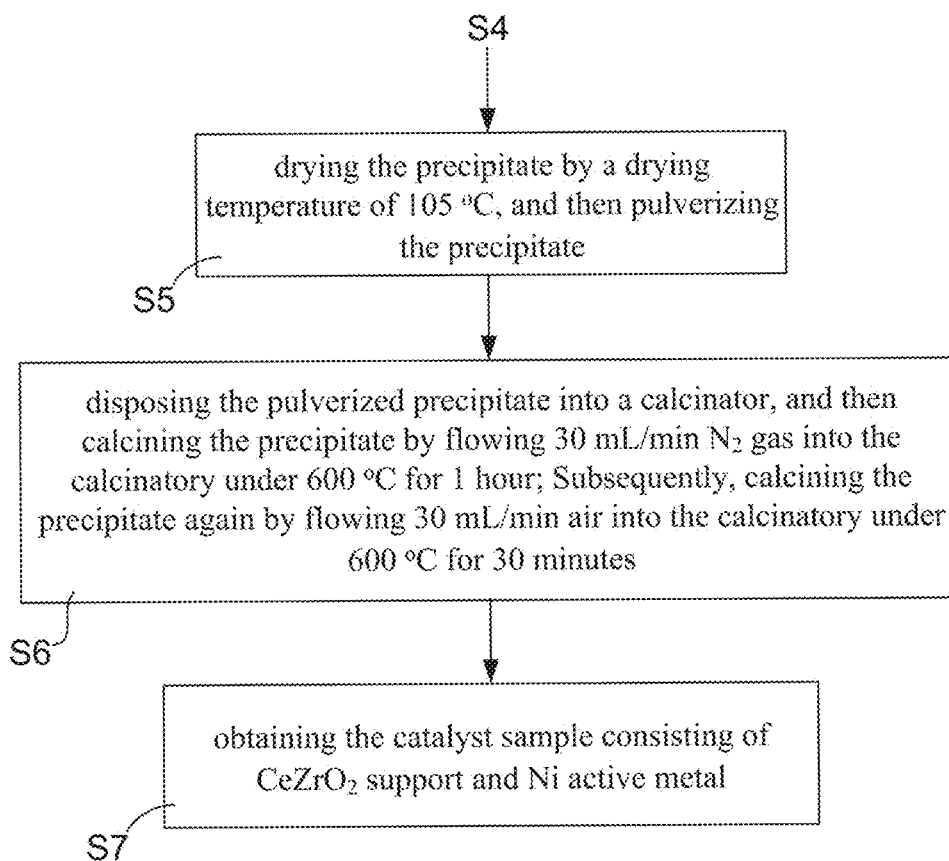 S4
drying the precipitate by a drying
temperature of 105 °C, and then pulverizing
the precipitate
S5
disposing the pulverized precipitate into a calcinator, and then
calcining the precipitate by flowing 30 mL/min N₂ gas into the
calcinatory under 600 °C for 1 hour; Subsequently, calcining the
precipitate again by flowing 30 mL/min air into the calcinatory under
600 °C for 30 minutes
S6
obtaining the catalyst sample consisting of
CeZrO₂ support and Ni active metal
S7